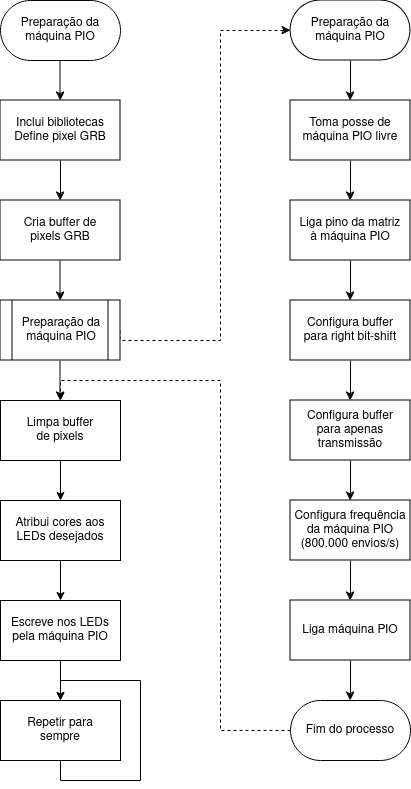 Preparação da
máquina PIO
Inclui bibliotecas
Define pixel GRB
Cria buffer de
pixels GRB
Preparação da
máquina PIO
Limpa buffer
de pixels
Atribui cores aos
LEDs desejados
Escreve nos LEDs
pela máquina PIO
Repetir para
sempre
Preparação da
máquina PIO
Toma posse de
máquina PIO livre
Liga pino da matriz
à máquina PIO
Configura buffer
para right bit-shift
Configura buffer
para apenas
transmissão
Configura frequência
da máquina PIO
(800.000 envios/s)
Liga máquina PIO
Fim do processo